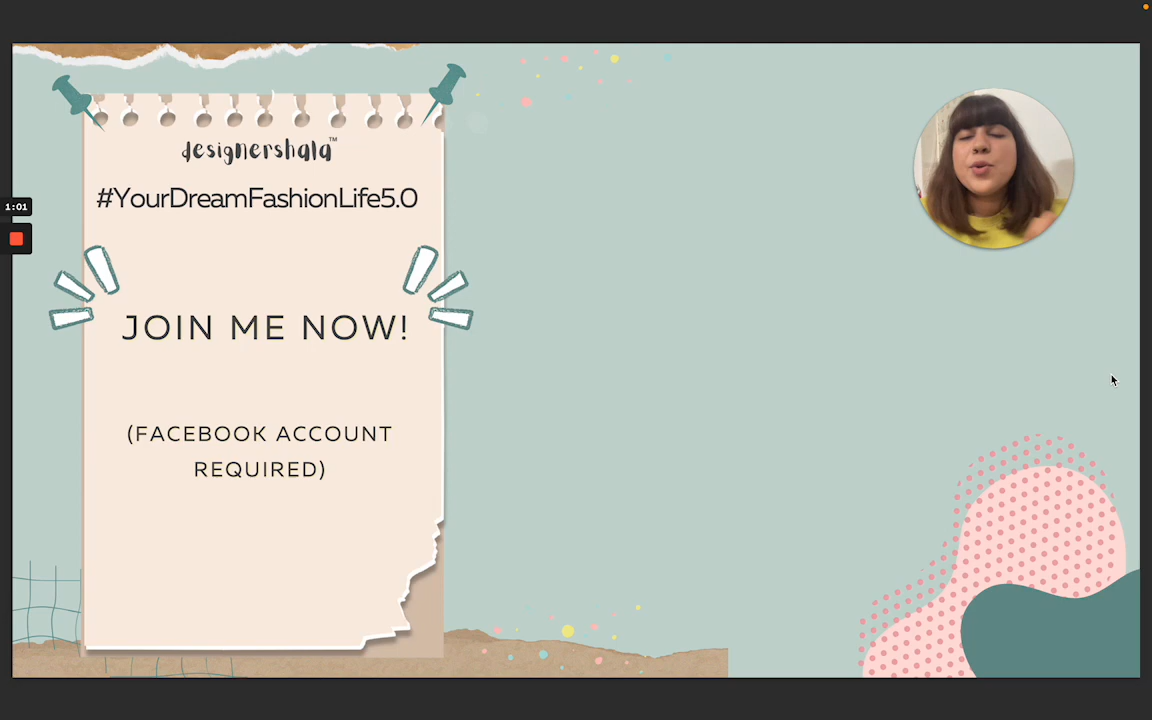 designershala™
#YourDreamFashionLife5.0
1:01
JOIN ME NOW!
(FACEBOOK ACCOUNT
REQUIRED)